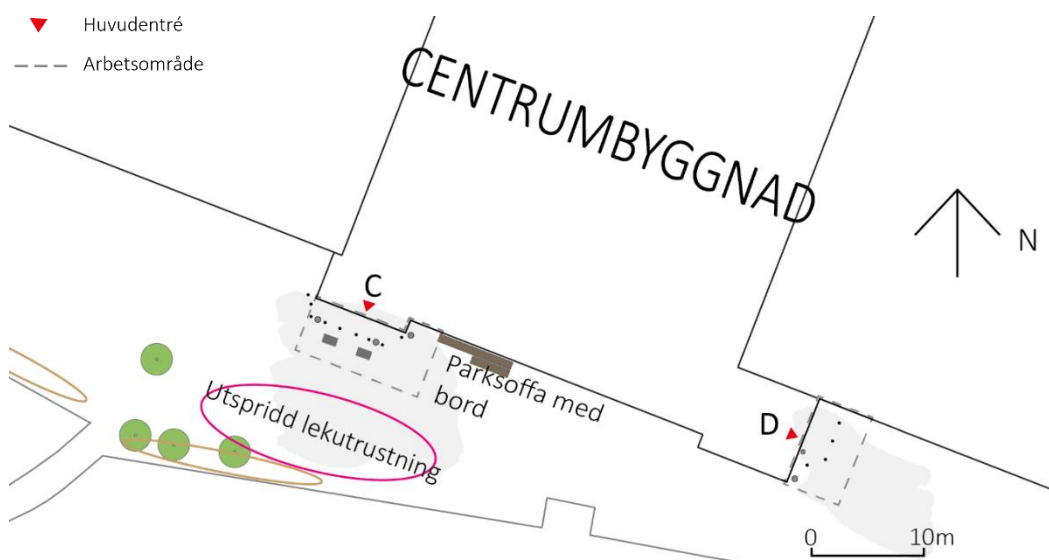 Huvudentré
Arbetsområde
CENTRUMBYGGNAD
N
C
Parksoffa med
bord
Utspridd lekutrustning
D
0 10m